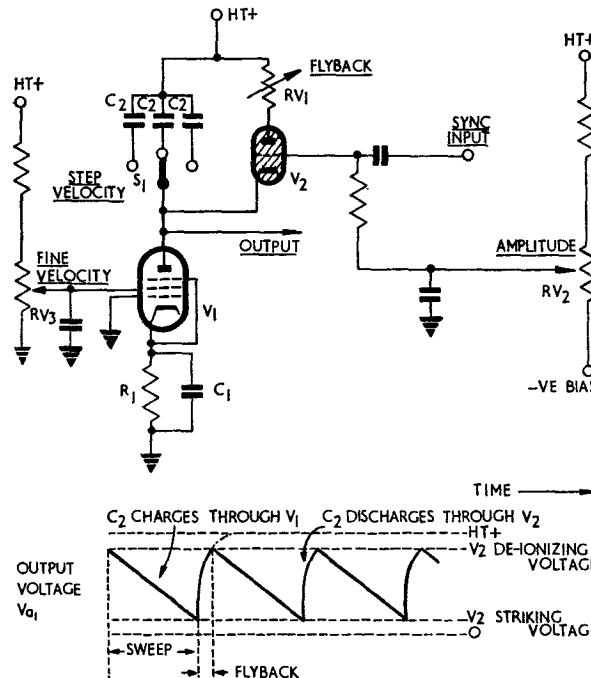 HT+
HT+
HT+
FLYBACK
RV1
C2 C2 C2
SYNC
INPUT
V2
STEP
VELOCITY
S1
OUTPUT
AMPLITUDE
RV2
FINE
VELOCITY
RV3
V1
R1
C1
-VE BIAS
TIME
C2 CHARGES THROUGH V1
C2 DISCHARGES THROUGH V2
HT+
V2 DE-IONIZING
VOLTAGE
OUTPUT
VOLTAGE
Va1
V2 STRIKING
VOLTAGE
O
SWEEP
FLYBACK